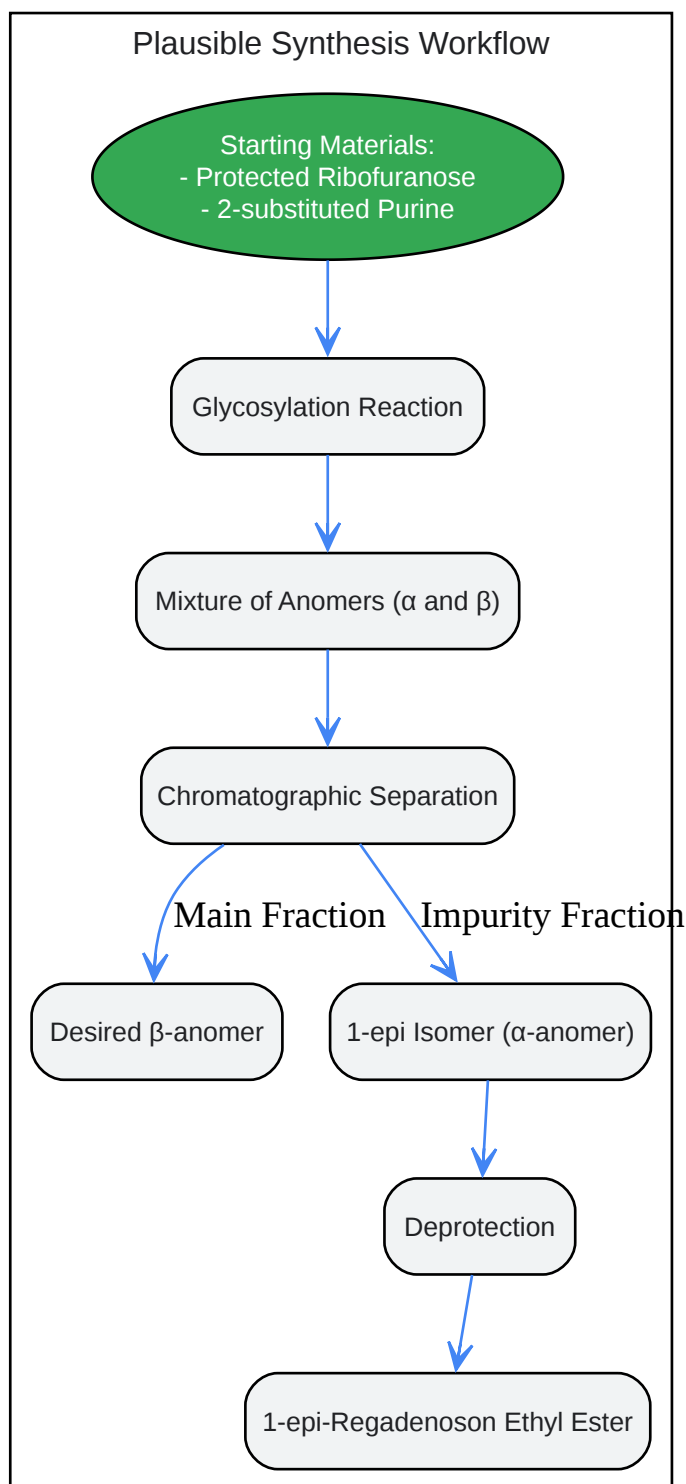 Plausible Synthesis Workflow
Starting Materials:
- Protected Ribofuranose
- 2-substituted Purine
Glycosylation Reaction
Mixture of Anomers (α and β)
Chromatographic Separation
Main Fraction
Impurity Fraction
Desired β-anomer
1-epi Isomer (α-anomer)
Deprotection
1-epi-Regadenoson Ethyl Ester